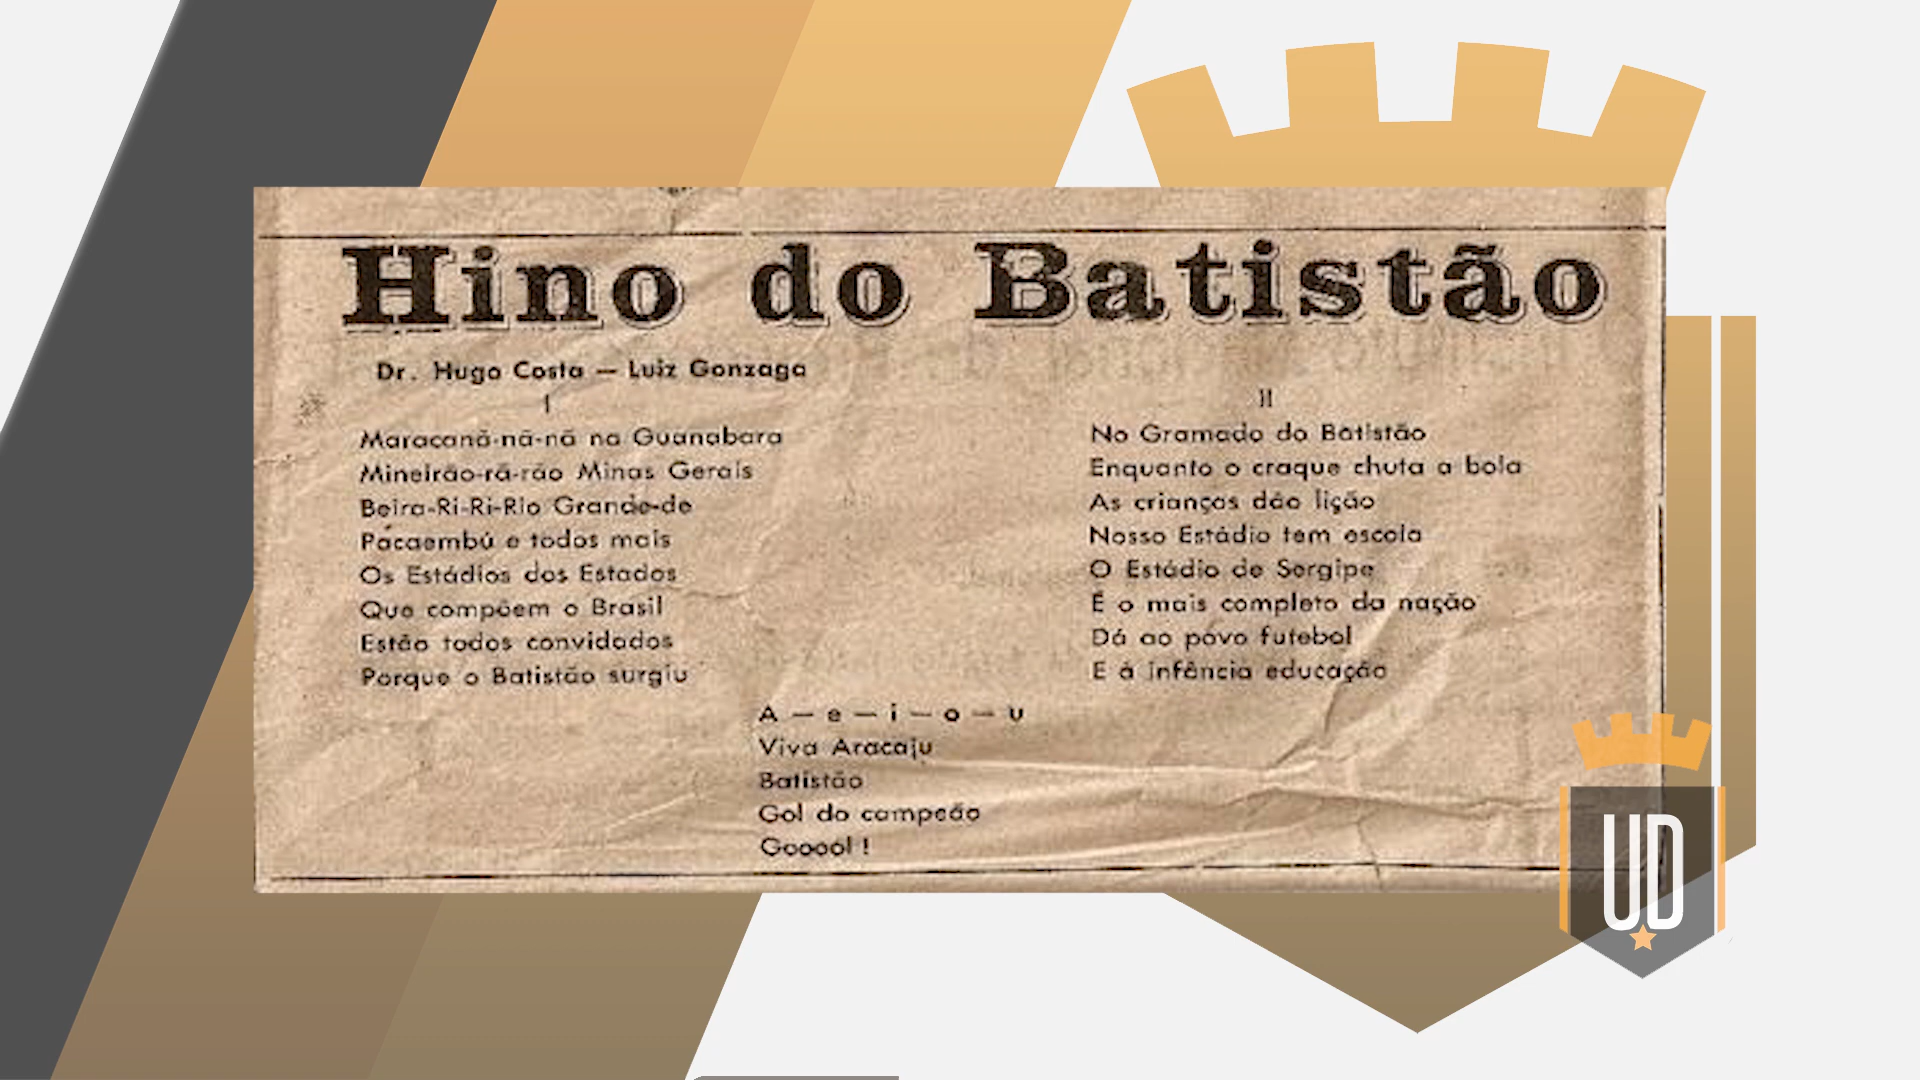 Hino do Batistão
Dr. Hugo Costa — Luiz Gonzaga
I
Maracanã-nã-nã na Guanabara
Mineirão-rã-rão Minas Gerais
Beira-Ri-Ri-Rio Grande-de
Pacaembú e todos mais
Os Estádios dos Estados
Que compõem o Brasil
Estão todos convidados
Porque o Batistão surgiu
II
No Gramado do Batistão
Enquanto o craque chuta a bola
As crianças dão lição
Nosso Estádio tem escola
O Estádio de Sergipe
É o mais completo da nação
Dá ao povo futebol
E á infância educação
A — e — i — o — u
Viva Aracaju
Batistão
Gol do campeão
Gooool !
UD